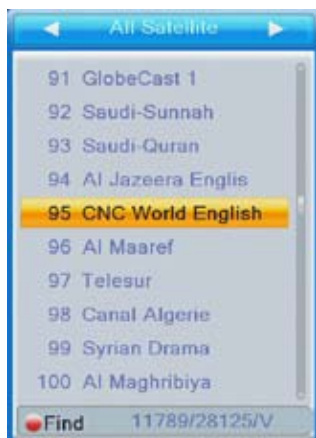 All Satellite
91 GlobeCast 1
92 Saudi-Sunnah
93 Saudi-Quran
94 Al Jazeera Englis
95 CNC World English
96 Al Maaref
97 Telesur
98 Canal Algerie
99 Syrian Drama
100 Al Maghribiya
Find 11789/28125/V